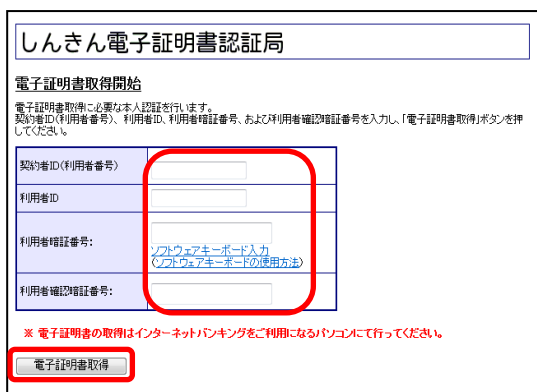 しんきん電子証明書認証局
電子証明書取得開始
電子証明書取得に必要な本人認証を行います。
契約者ID(利用者番号)、利用者ID、利用者暗証番号、および利用者確認暗証番号を入力し、「電子証明書取得」ボタンを押
してください。
契約者ID(利用者番号)
利用者ID
利用者暗証番号:
ソフトウェアキーボード入力
(ソフトウェアキーボードの使用方法)
利用者確認暗証番号:
※ 電子証明書の取得はインターネットバンキングをご利用になるパソコンにて行ってください。
電子証明書取得